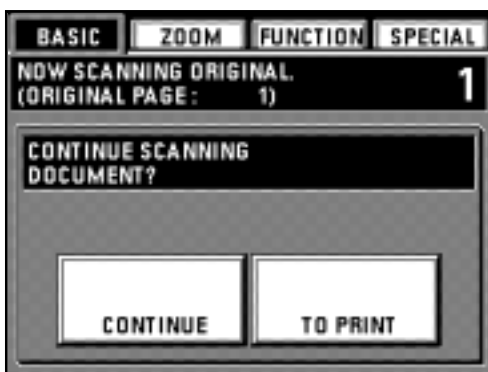 BASIC ZOOM FUNCTION SPECIAL
NOW SCANNING ORIGINAL.
(ORIGINAL PAGE: 1) 1
CONTINUE SCANNING
DOCUMENT?
CONTINUE TO PRINT